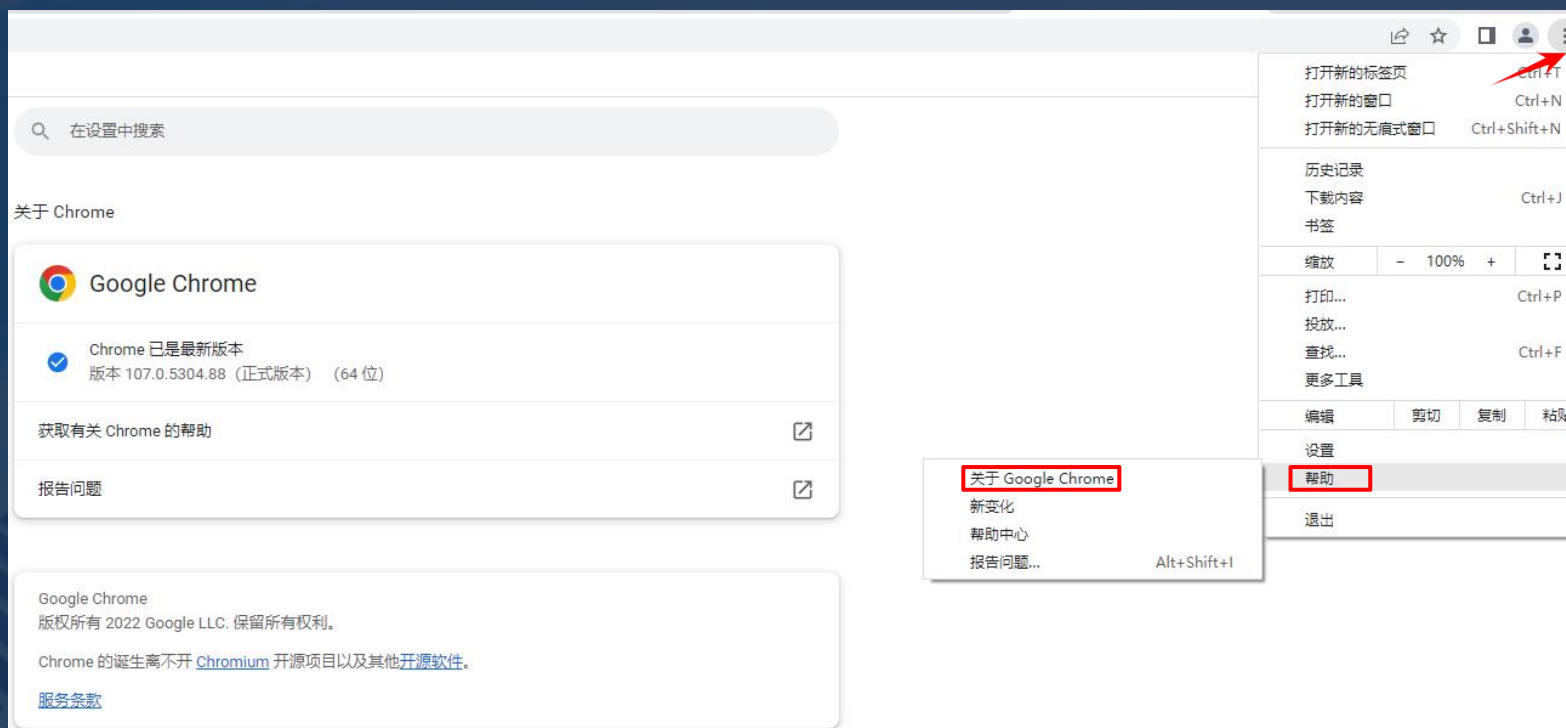 在设置中搜索
关于 Chrome
Google Chrome
Chrome 已是最新版本
版本 107.0.5304.88（正式版本） （64 位）
获取有关 Chrome 的帮助
报告问题
Google Chrome
版权所有 2022 Google LLC. 保留所有权利。
Chrome 的诞生离不开 Chromium 开源项目以及其他开源软件。
服务条款
打开新的标签页 Ctrl+T
打开新的窗口 Ctrl+N
打开新的无痕式窗口 Ctrl+Shift+N
历史记录
下载内容 Ctrl+J
书签
缩放 - 100% +
打印... Ctrl+P
投放...
查找... Ctrl+F
更多工具
编辑 剪切 复制 粘贴
设置
帮助
退出
关于 Google Chrome
新变化
帮助中心
报告问题... Alt+Shift+I